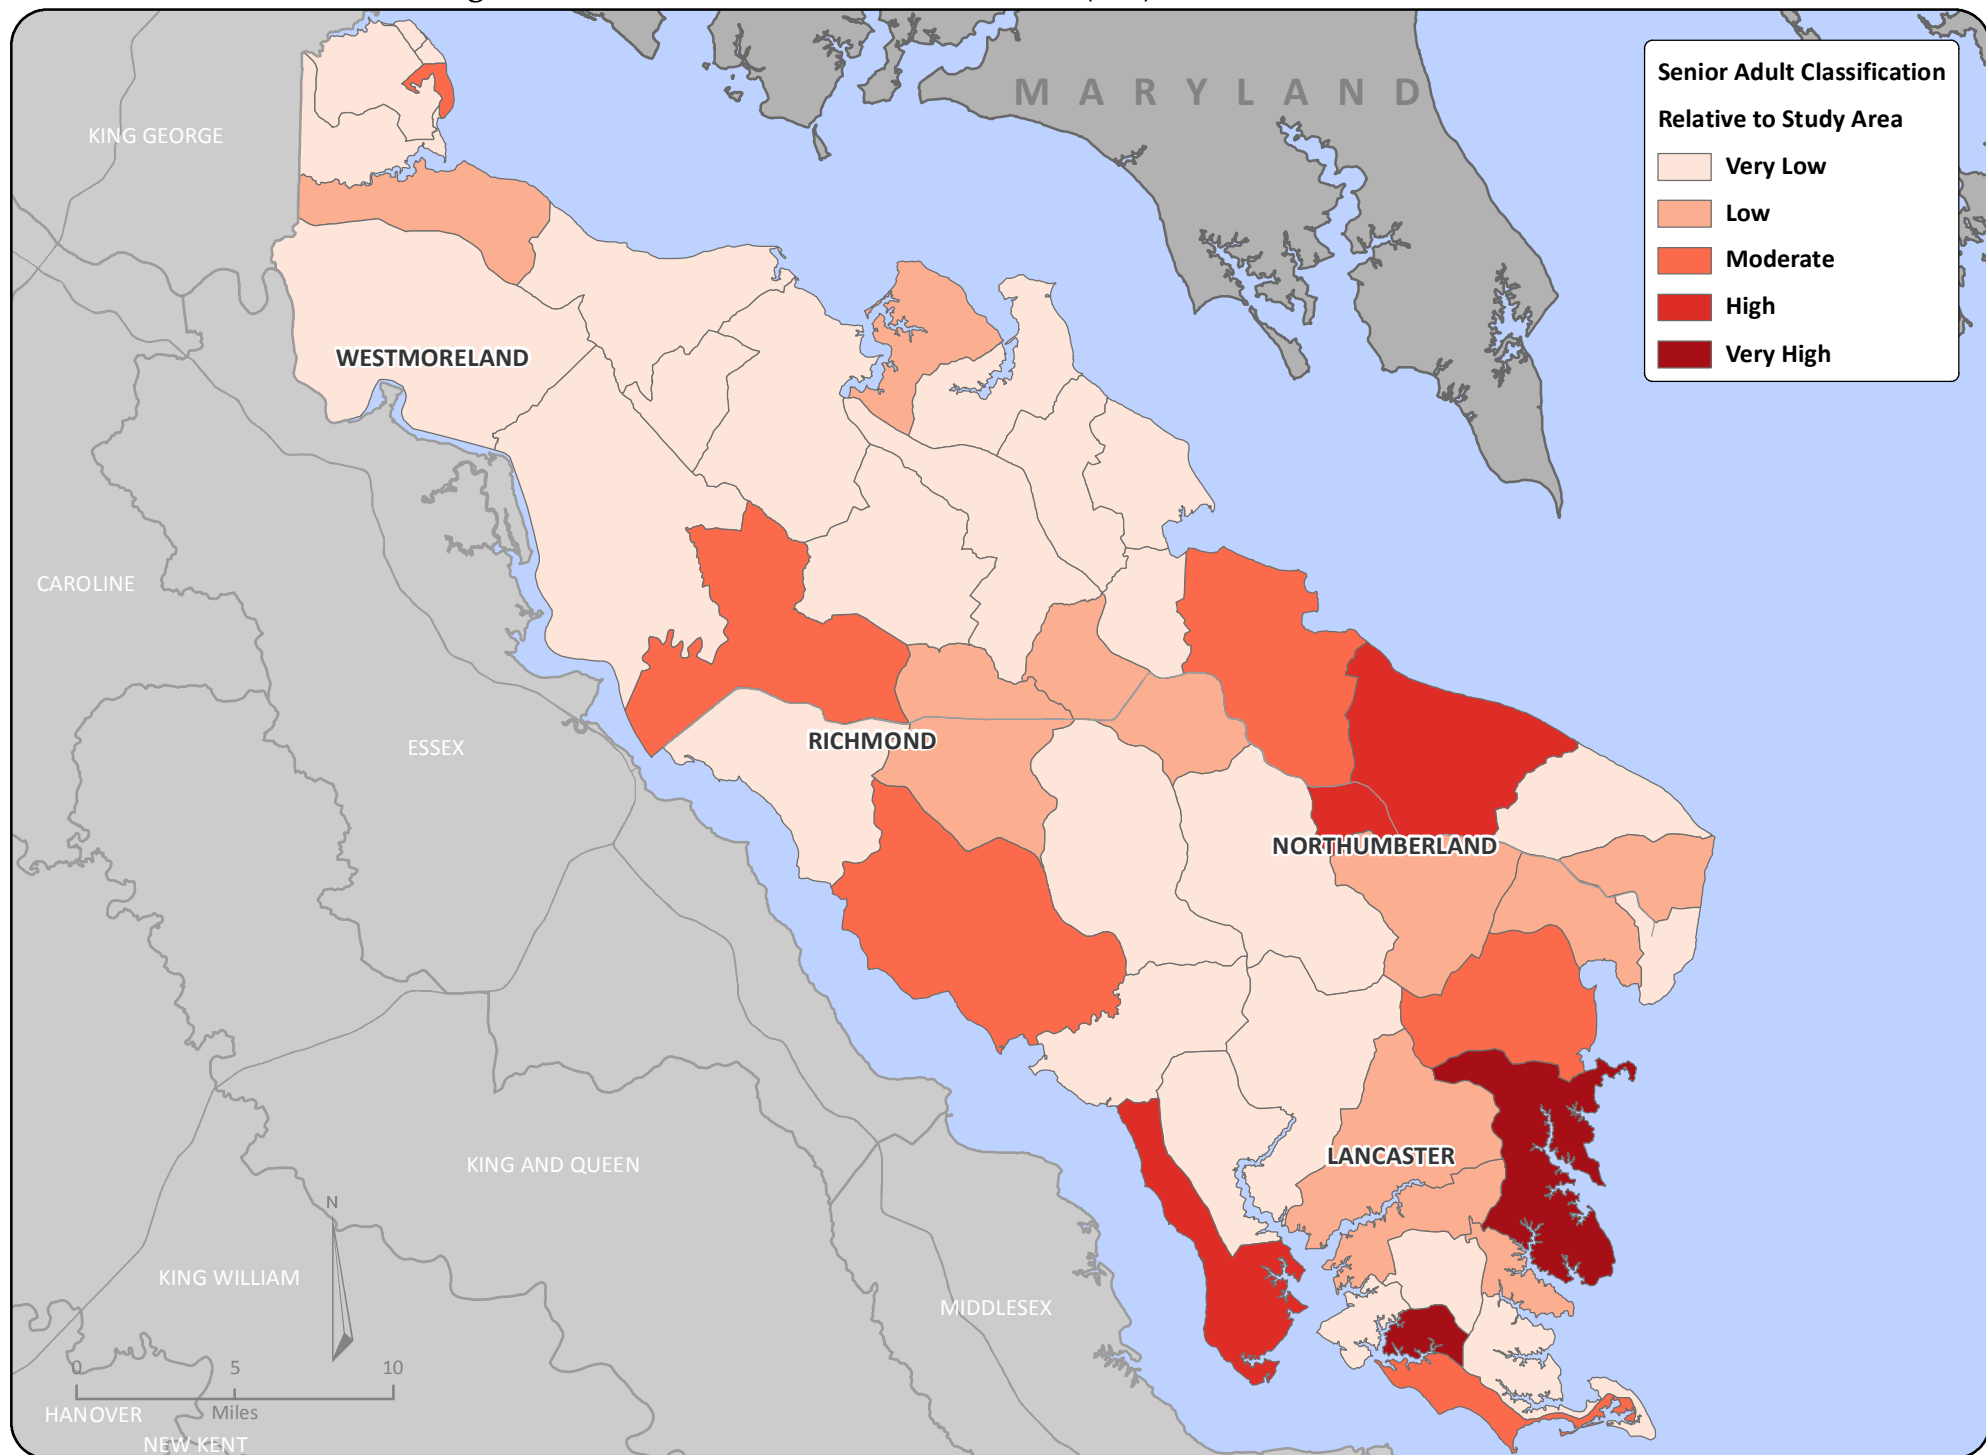 MARYLAND
Senior Adult Classification
Relative to Study Area
Very Low
Low
Moderate
High
Very High
KING GEORGE
WESTMORELAND
CAROLINE
ESSEX
RICHMOND
NORTHUMBERLAND
LANCASTER
KING AND QUEEN
KING WILLIAM
MIDDLESEX
N
0 5 10
Miles
HANOVER
NEW KENT